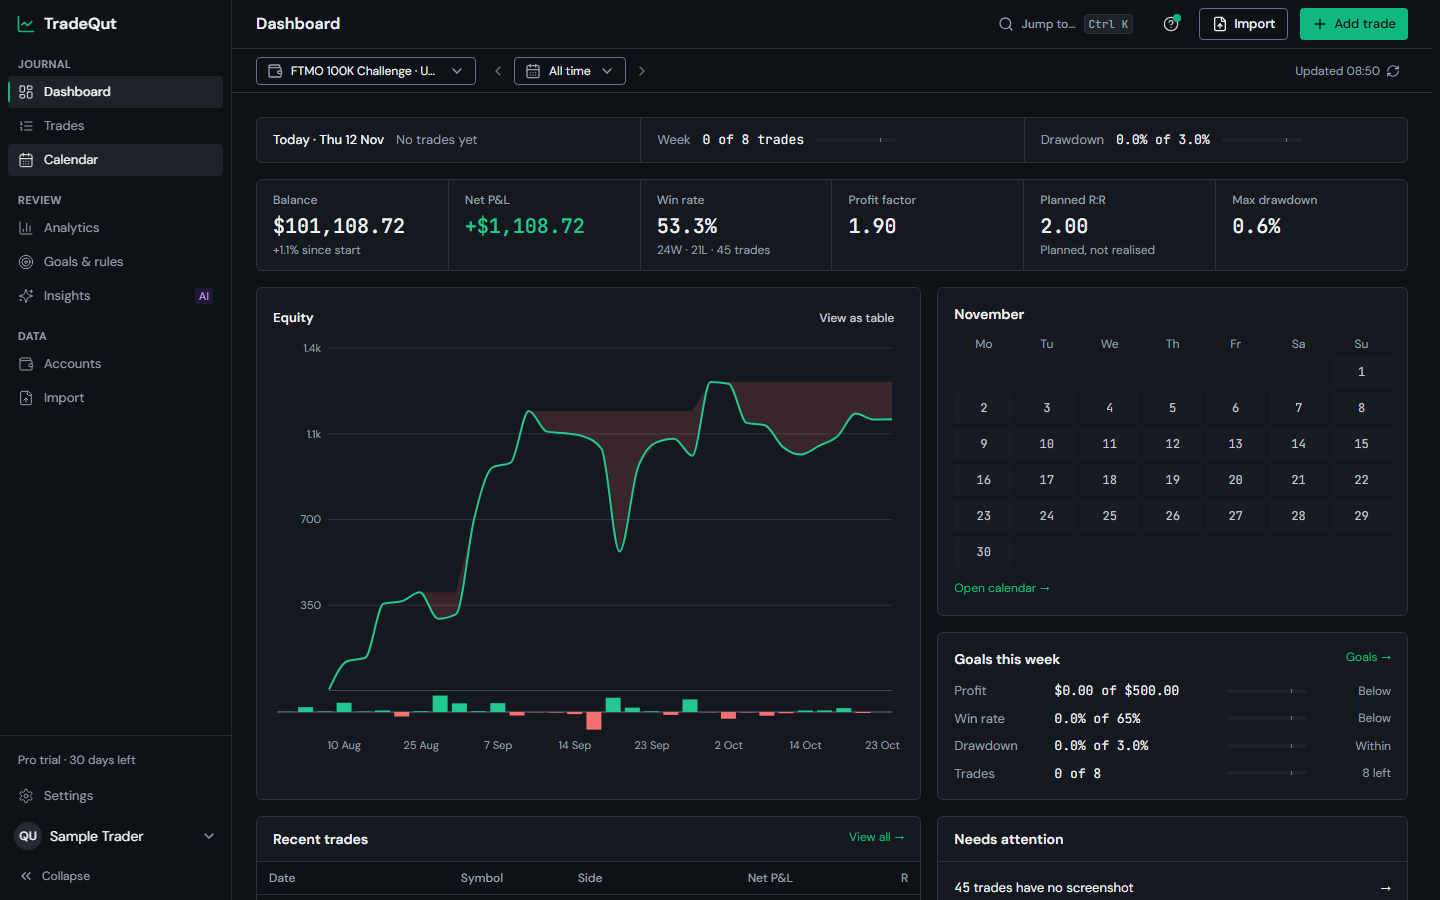 TradeQut
Dashboard
Jump to... Ctrl K
Import
Add trade
JOURNAL
Dashboard
Trades
Calendar
REVIEW
Analytics
Goals & rules
Insights AI
DATA
Accounts
Import
Pro trial · 30 days left
Settings
QU Sample Trader
Collapse
FTMO 100K Challenge · U...
All time
Updated 08:50
Today · Thu 12 Nov No trades yet
Week 0 of 8 trades
Drawdown 0.0% of 3.0%
Balance
$101,108.72
+1.1% since start
Net P&L
+$1,108.72
Win rate
53.3%
24W · 21L · 45 trades
Profit factor
1.90
Planned R:R
2.00
Planned, not realised
Max drawdown
0.6%
Equity
View as table
1.4k
1.1k
700
350
10 Aug 25 Aug 7 Sep 14 Sep 23 Sep 2 Oct 14 Oct 23 Oct
November
Mo Tu We Th Fr Sa Su
1
2 3 4 5 6 7 8
9 10 11 12 13 14 15
16 17 18 19 20 21 22
23 24 25 26 27 28 29
30
Open calendar →
Goals this week
Goals →
Profit $0.00 of $500.00 Below
Win rate 0.0% of 65% Below
Drawdown 0.0% of 3.0% Within
Trades 0 of 8 8 left
Recent trades
View all →
Date Symbol Side Net P&L R
Needs attention
45 trades have no screenshot →